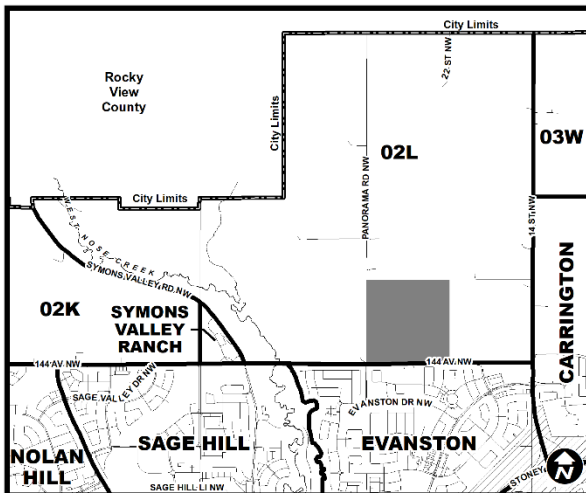 City Limits
Rocky
View
County
City Limits
22 ST NW
03W
02L
PANORAMA RD NW
City Limits
14 ST NW
WEST NOSE CREEK
SYMONS VALLEY RD NW
02K
SYMONS
VALLEY
RANCH
CARRINGTON
144 AV NW
144 AV NW
SAGE VALLEY DR NW
EVANSTON DR NW
SAGE HILL
EVANSTON
NOLAN
HILL
SAGE HILL LI NW
STONEY
N